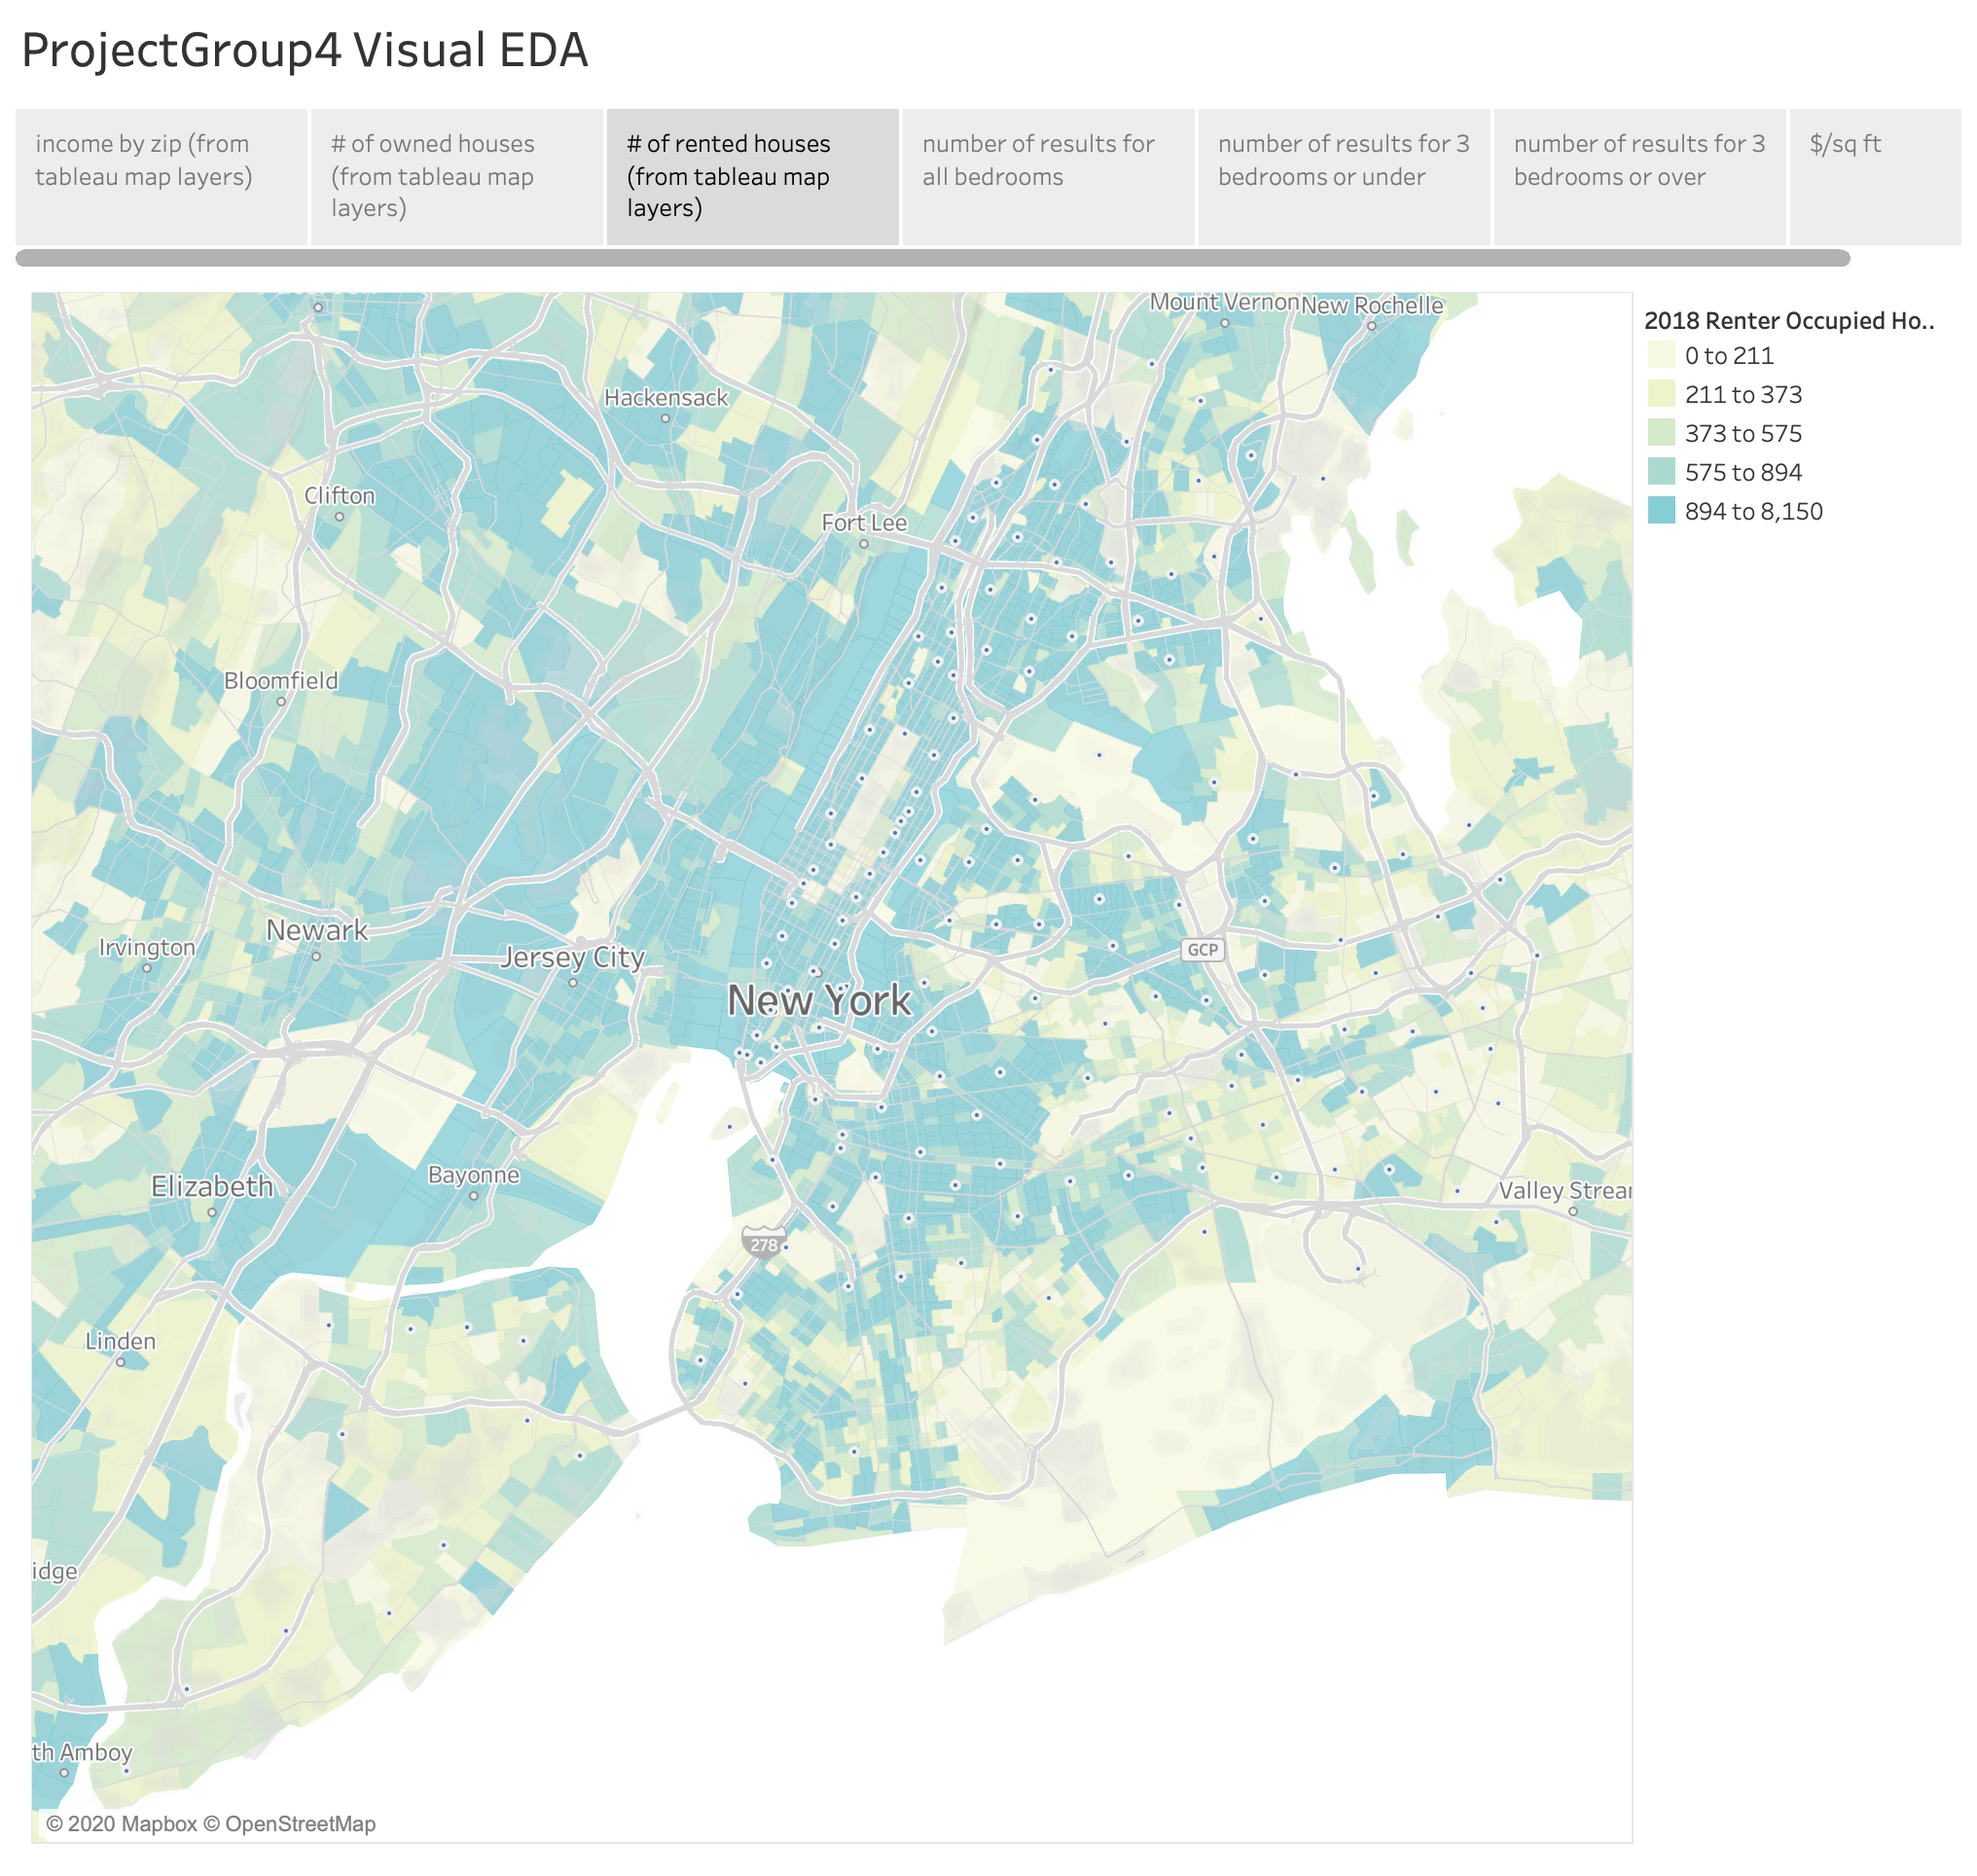 ProjectGroup4 Visual EDA
income by zip (from
tableau map layers)
# of owned houses
(from tableau map
layers)
# of rented houses
(from tableau map
layers)
number of results for
all bedrooms
number of results for 3
bedrooms or under
number of results for 3
bedrooms or over
$/sq ft
Mount Vernon
New Rochelle
2018 Renter Occupied Ho..
0 to 211
211 to 373
373 to 575
575 to 894
894 to 8,150
Hackensack
Clifton
Fort Lee
Bloomfield
Newark
Irvington
Jersey City
GCP
New York
Elizabeth
Bayonne
Valley Strear
278
Linden
idge
th Amboy
© 2020 Mapbox © OpenStreetMap